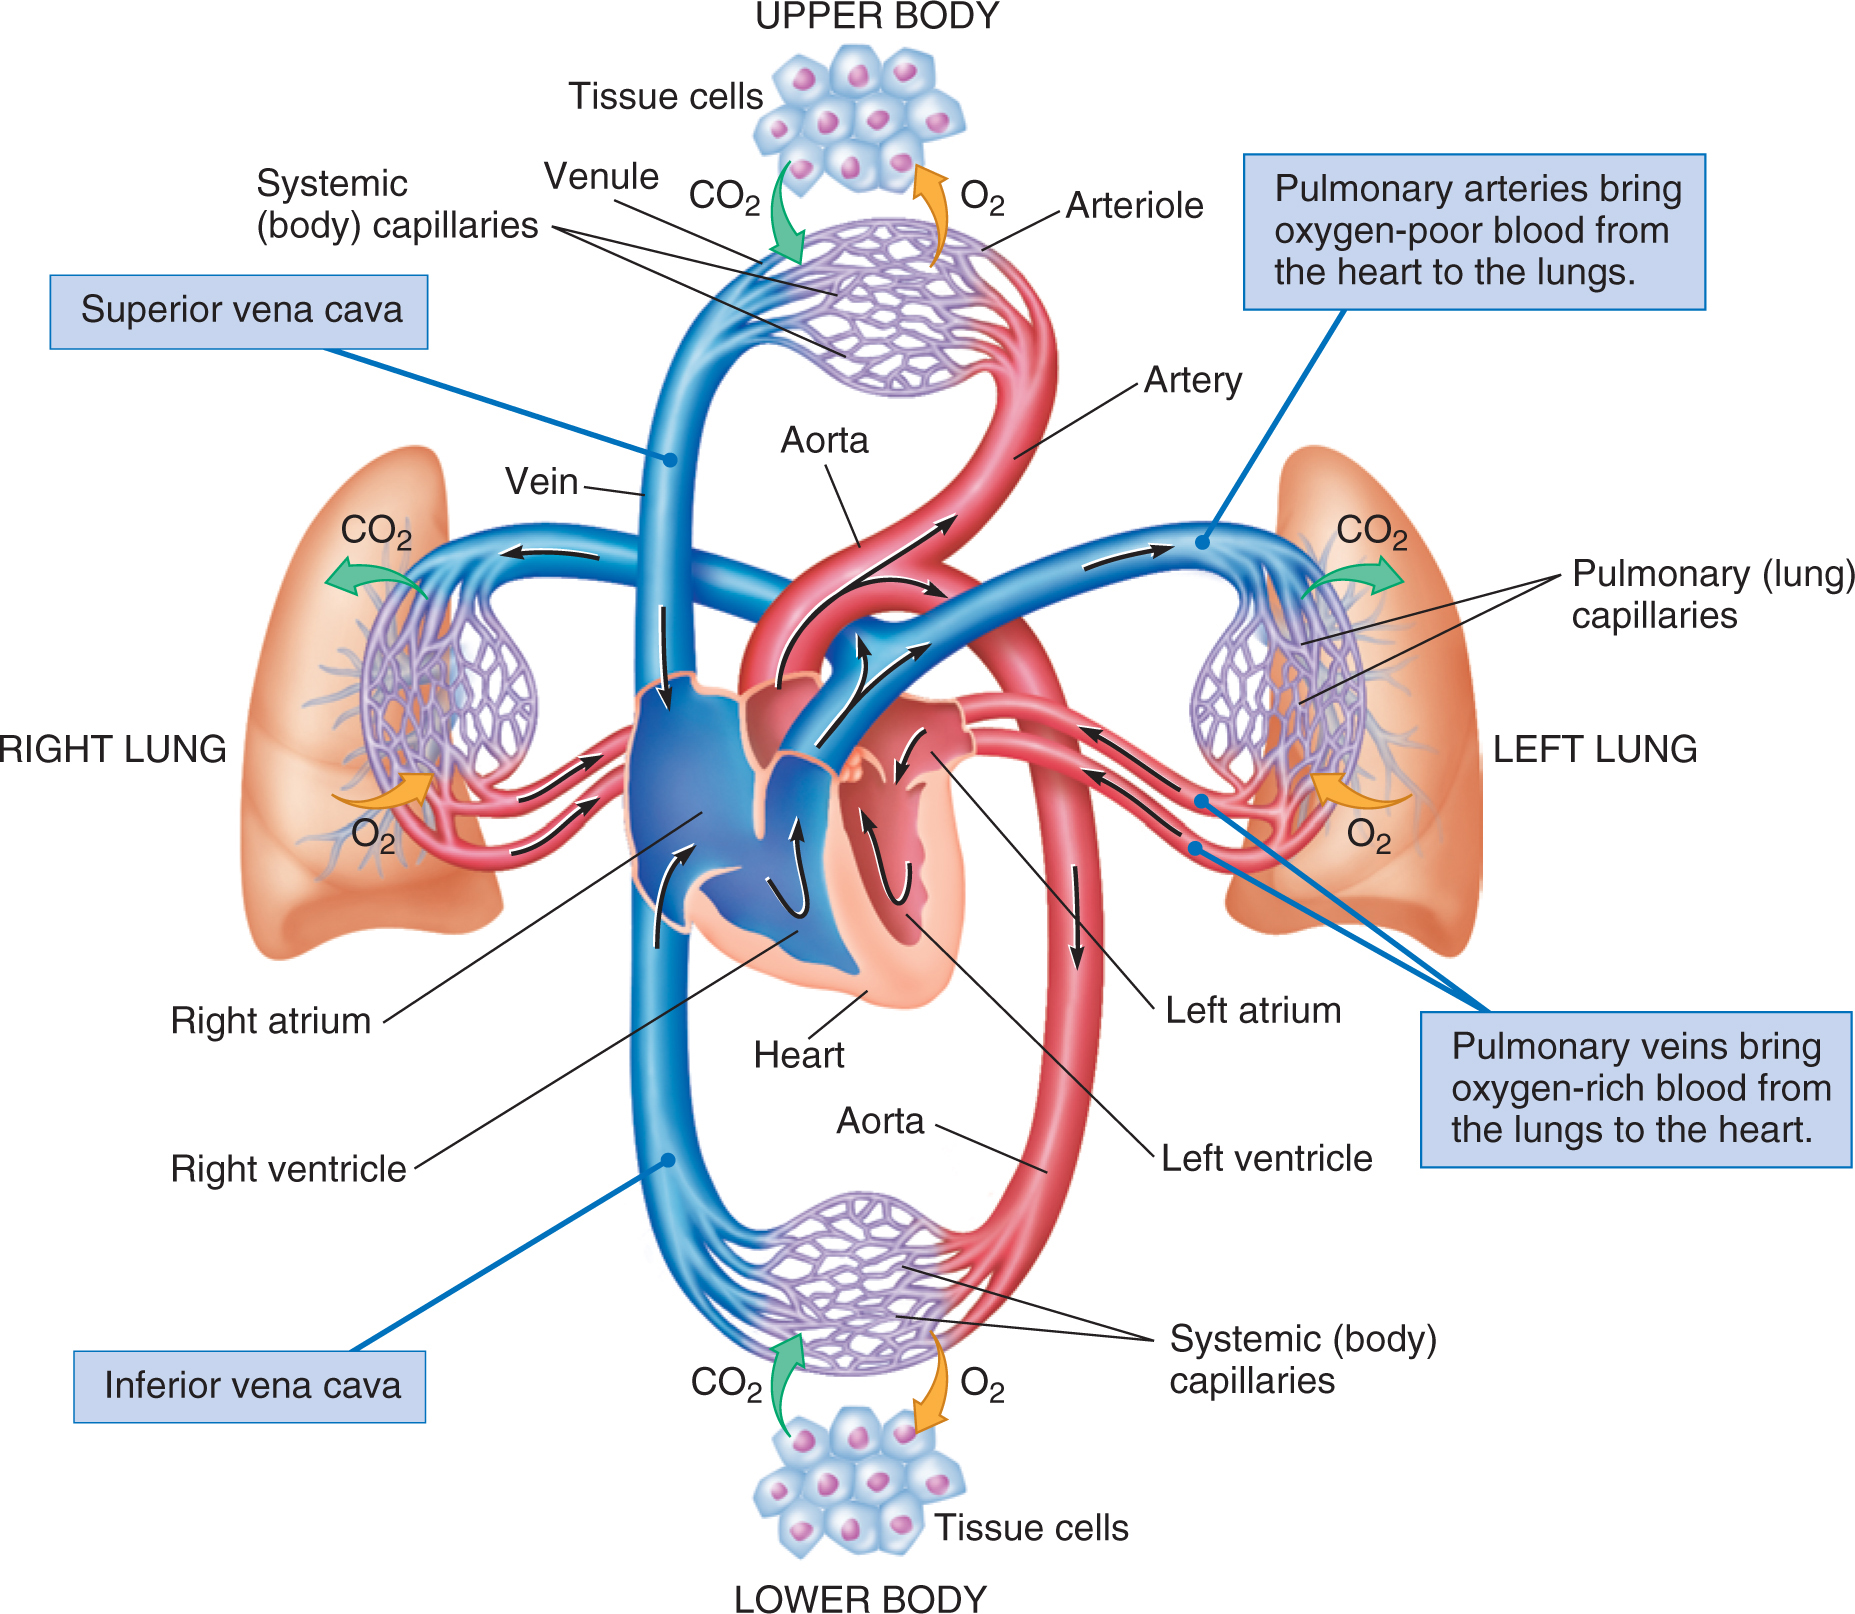 UPPER BODY
Tissue cells
Systemic
(body) capillaries
Venule
CO2
O2
Arteriole
Pulmonary arteries bring
oxygen-poor blood from
the heart to the lungs.
Superior vena cava
Artery
Aorta
Vein
CO2
CO2
Pulmonary (lung)
capillaries
RIGHT LUNG
LEFT LUNG
O2
O2
Right atrium
Left atrium
Heart
Pulmonary veins bring
oxygen-rich blood from
the lungs to the heart.
Aorta
Right ventricle
Left ventricle
Systemic (body)
capillaries
Inferior vena cava
CO2
O2
Tissue cells
LOWER BODY